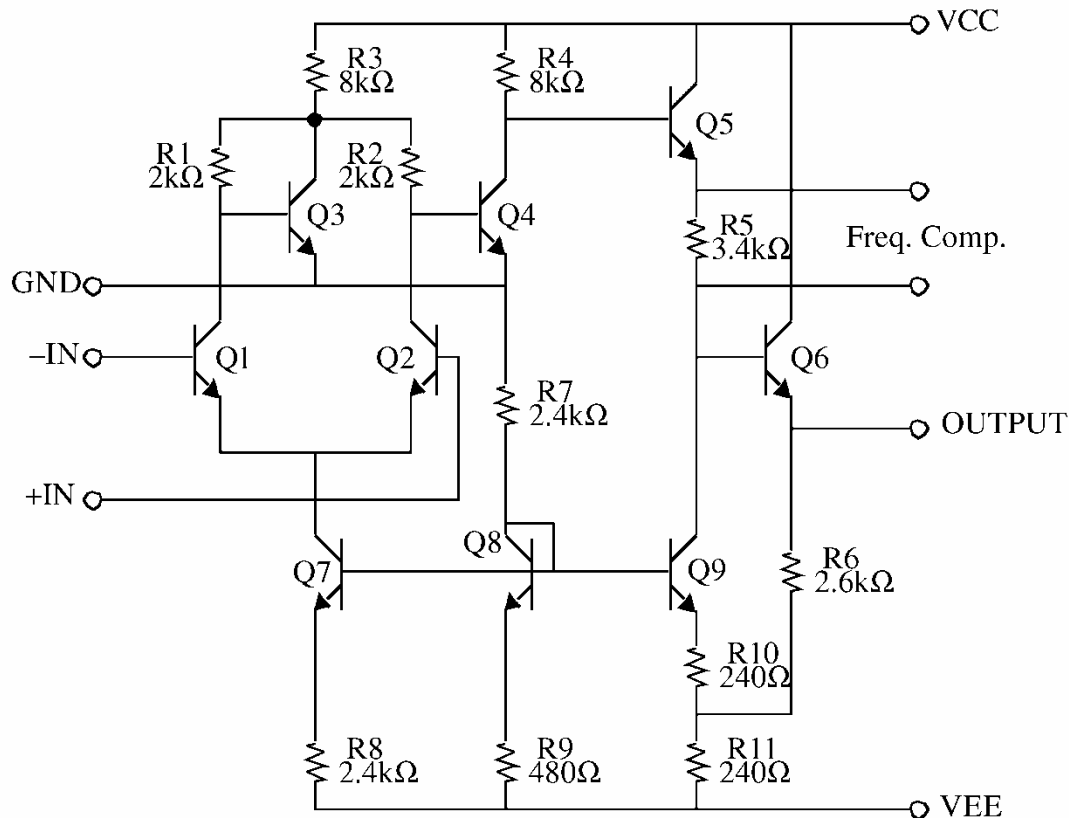 VCC
R3
8kΩ
R4
8kΩ
Q5
R1
2kΩ
R2
2kΩ
Q3
Q4
R5
3.4kΩ
Freq. Comp.
GND
–IN
Q1
Q2
Q6
R7
2.4kΩ
OUTPUT
+IN
Q8
Q7
Q9
R6
2.6kΩ
R10
240Ω
R8
2.4kΩ
R9
480Ω
R11
240Ω
VEE